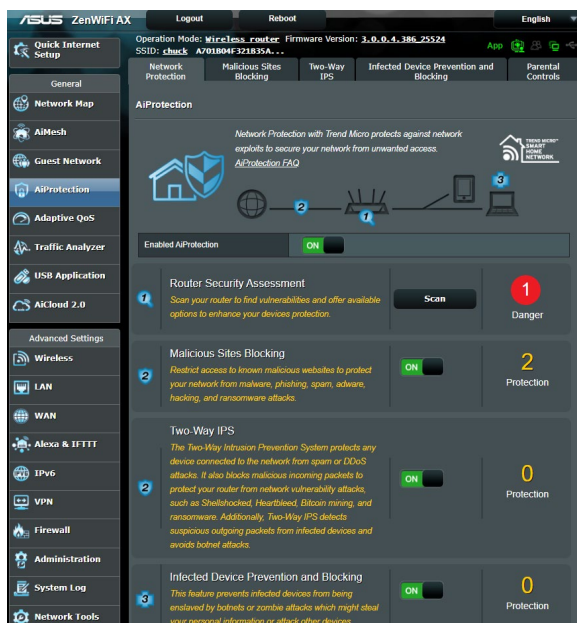 ASUS ZenWiFi AX
Logout
Reboot
English
Quick Internet
Setup
Operation Mode: Wireless router Firmware Version: 3.0.0.4.386_25524
SSID: chuck A701B04F321B35A...
App
General
Network Map
AiMesh
Guest Network
AiProtection
Adaptive QoS
Traffic Analyzer
USB Application
AiCloud 2.0
Advanced Settings
Wireless
LAN
WAN
Alexa & IFTTT
IPv6
VPN
Firewall
Administration
System Log
Network Tools
Network
Protection
Malicious Sites
Blocking
Two-Way
IPS
Infected Device Prevention and
Blocking
Parental
Controls
AiProtection
Network Protection with Trend Micro protects against network
exploits to secure your network from unwanted access.
AiProtection FAQ
TREND MICRO™
SMART
HOME
NETWORK
2
1
3
Enabled AiProtection
ON
1
Router Security Assessment
Scan your router to find vulnerabilities and offer available
options to enhance your devices protection.
Scan
1
Danger
2
Malicious Sites Blocking
Restrict access to known malicious websites to protect
your network from malware, phishing, spam, adware,
hacking, and ransomware attacks.
ON
2
Protection
2
Two-Way IPS
The Two-Way Intrusion Prevention System protects any
device connected to the network from spam or DDoS
attacks. It also blocks malicious incoming packets to
protect your router from network vulnerability attacks,
such as Shellshocked, Heartbleed, Bitcoin mining, and
ransomware. Additionally, Two-Way IPS detects
suspicious outgoing packets from infected devices and
avoids botnet attacks.
ON
0
Protection
3
Infected Device Prevention and Blocking
This feature prevents infected devices from being
enslaved by botnets or zombie attacks which might steal
your personal information or attack other devices.
ON
0
Protection